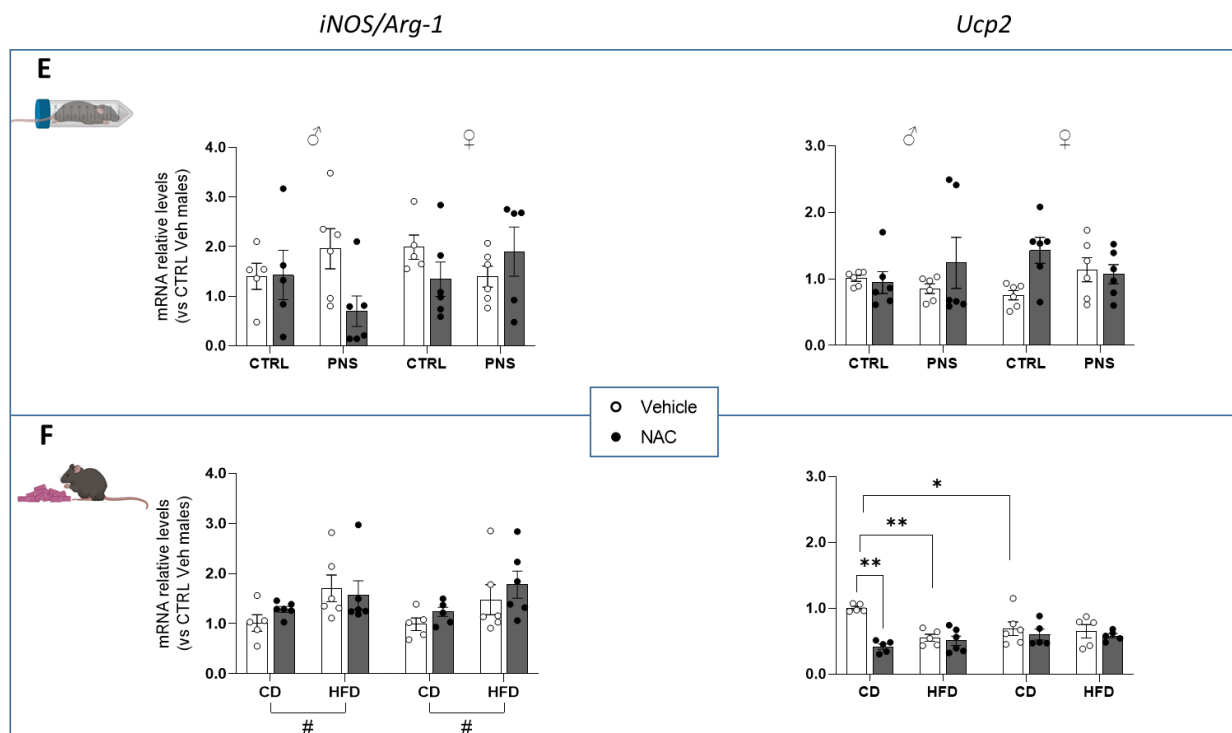 iNOS/Arg-1
Ucp2
E
♂ ♀
mRNA relative levels
(vs CTRL Veh males)
4.0
3.0
2.0
1.0
0.0
CTRL PNS CTRL PNS
♂ ♀
3.0
2.0
1.0
0.0
CTRL PNS CTRL PNS
Vehicle
NAC
F
mRNA relative levels
(vs CTRL Veh males)
4.0
3.0
2.0
1.0
0.0
CD HFD CD HFD
# #
3.0
2.0
1.0
0.0
*
**
**
CD HFD CD HFD